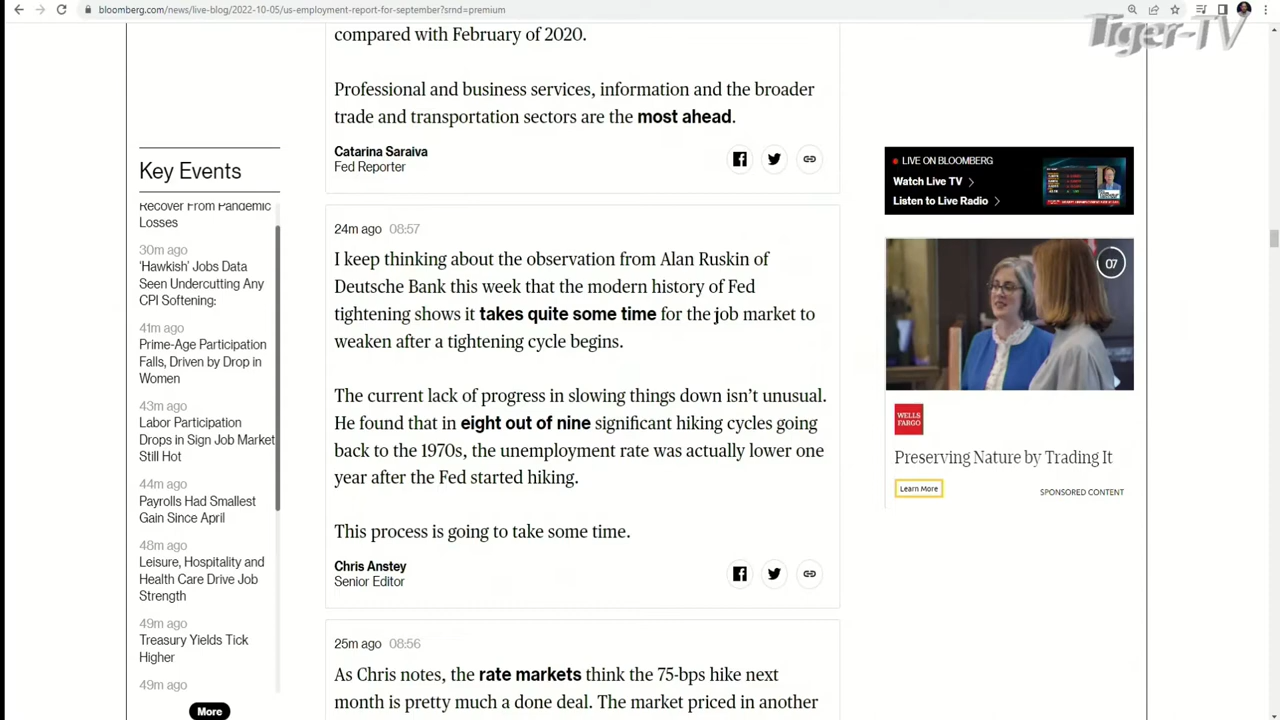 bloomberg.com/news/live-blog/2022-10-05/us-employment-report-for-september?srnd=premium
Tiger-TV
compared with February of 2020.
Professional and business services, information and the broader
trade and transportation sectors are the most ahead.
Catarina Saraiva
Fed Reporter
Key Events
Recover From Pandemic
Losses
30m ago
‘Hawkish’ Jobs Data
Seen Undercutting Any
CPI Softening:
41m ago
Prime-Age Participation
Falls, Driven by Drop in
Women
43m ago
Labor Participation
Drops in Sign Job Market
Still Hot
44m ago
Payrolls Had Smallest
Gain Since April
48m ago
Leisure, Hospitality and
Health Care Drive Job
Strength
49m ago
Treasury Yields Tick
Higher
49m ago
More
24m ago 08:57
I keep thinking about the observation from Alan Ruskin of
Deutsche Bank this week that the modern history of Fed
tightening shows it takes quite some time for the job market to
weaken after a tightening cycle begins.
The current lack of progress in slowing things down isn’t unusual.
He found that in eight out of nine significant hiking cycles going
back to the 1970s, the unemployment rate was actually lower one
year after the Fed started hiking.
This process is going to take some time.
Chris Anstey
Senior Editor
25m ago 08:56
As Chris notes, the rate markets think the 75-bps hike next
month is pretty much a done deal. The market priced in another
LIVE ON BLOOMBERG
Watch Live TV
Listen to Live Radio
07
WELLS
FARGO
Preserving Nature by Trading It
Learn More
SPONSORED CONTENT